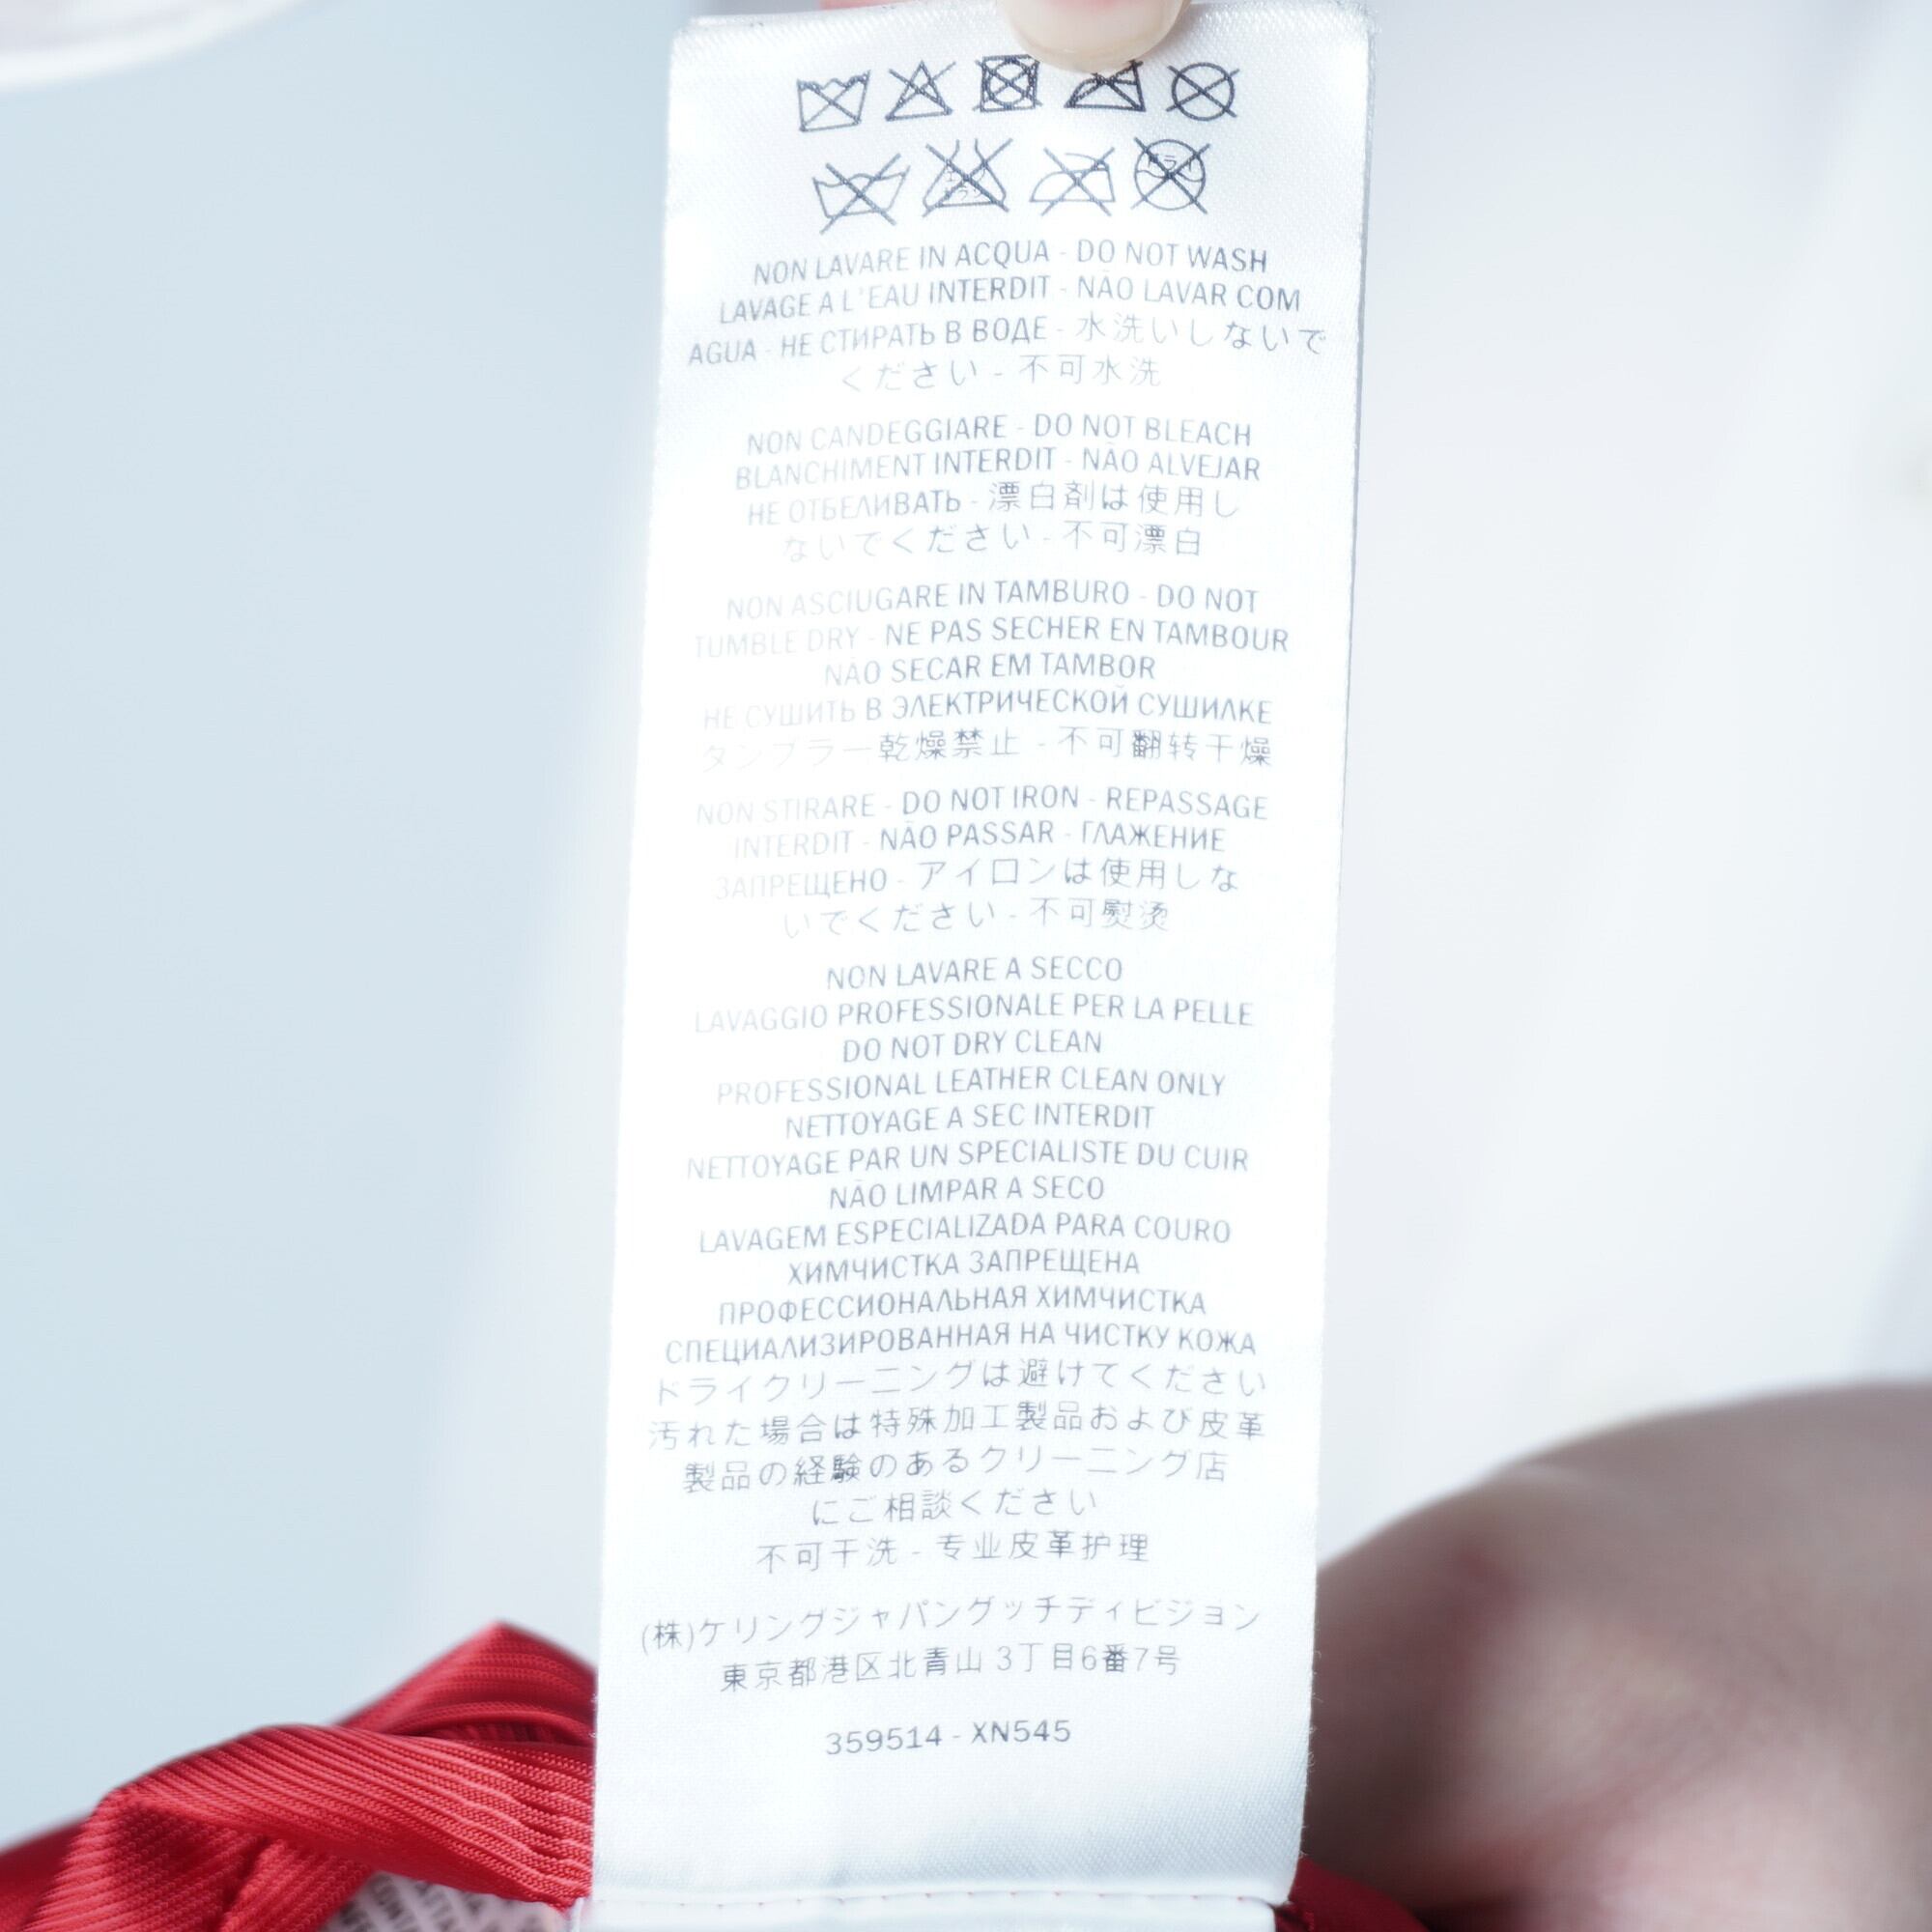 NON LAVARE IN ACQUA - DO NOT WASH
LAVAGE A L'EAU INTERDIT - NÃO LAVAR COM
AGUA - НЕ СТИРАТЬ В ВОДЕ - 水洗いしないで
ください - 不可水洗
NON CANDEGGIARE - DO NOT BLEACH
BLANCHIMENT INTERDIT - NÃO ALVEJAR
НЕ ОТБЕЛИВАТЬ - 漂白剤は使用し
ないでください - 不可漂白
NON ASCIUGARE IN TAMBURO - DO NOT
TUMBLE DRY - NE PAS SECHER EN TAMBOUR
NÃO SECAR EM TAMBOR
НЕ СУШИТЬ В ЭЛЕКТРИЧЕСКОЙ СУШИЛКЕ
タンブラー乾燥禁止 - 不可翻转干燥
NON STIRARE - DO NOT IRON - REPASSAGE
INTERDIT - NÃO PASSAR - ГЛАЖЕНИЕ
ЗАПРЕЩЕНО - アイロンは使用しな
いでください - 不可熨烫
NON LAVARE A SECCO
LAVAGGIO PROFESSIONALE PER LA PELLE
DO NOT DRY CLEAN
PROFESSIONAL LEATHER CLEAN ONLY
NETTOYAGE A SEC INTERDIT
NETTOYAGE PAR UN SPECIALISTE DU CUIR
NÃO LIMPAR A SECO
LAVAGEM ESPECIALIZADA PARA COURO
ХИМЧИСТКА ЗАПРЕЩЕНА
ПРОФЕССИОНАЛЬНАЯ ХИМЧИСТКА
СПЕЦИАЛИЗИРОВАННАЯ НА ЧИСТКУ КОЖА
ドライクリーニングは避けてください
汚れた場合は特殊加工製品および皮革
製品の経験のあるクリーニング店
にご相談ください
不可干洗 - 专业皮革护理
(株)ケリングジャパングッチディビジョン
東京都港区北青山 3丁目6番7号
359514 - XN545